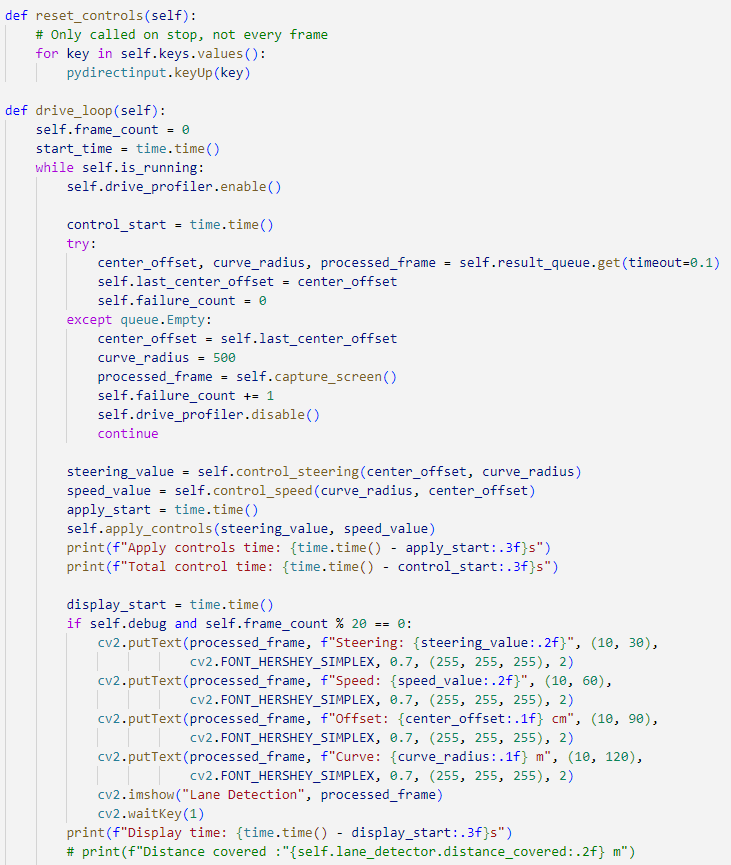 def reset_controls(self):
    # Only called on stop, not every frame
    for key in self.keys.values():
        pydirectinput.keyUp(key)

def drive_loop(self):
    self.frame_count = 0
    start_time = time.time()
    while self.is_running:
        self.drive_profiler.enable()

        control_start = time.time()
        try:
            center_offset, curve_radius, processed_frame = self.result_queue.get(timeout=0.1)
            self.last_center_offset = center_offset
            self.failure_count = 0
        except queue.Empty:
            center_offset = self.last_center_offset
            curve_radius = 500
            processed_frame = self.capture_screen()
            self.failure_count += 1
            self.drive_profiler.disable()
            continue

        steering_value = self.control_steering(center_offset, curve_radius)
        speed_value = self.control_speed(curve_radius, center_offset)
        apply_start = time.time()
        self.apply_controls(steering_value, speed_value)
        print(f"Apply controls time: {time.time() - apply_start:.3f}s")
        print(f"Total control time: {time.time() - control_start:.3f}s")

        display_start = time.time()
        if self.debug and self.frame_count % 20 == 0:
            cv2.putText(processed_frame, f"Steering: {steering_value:.2f}", (10, 30),
                        cv2.FONT_HERSHEY_SIMPLEX, 0.7, (255, 255, 255), 2)
            cv2.putText(processed_frame, f"Speed: {speed_value:.2f}", (10, 60),
                        cv2.FONT_HERSHEY_SIMPLEX, 0.7, (255, 255, 255), 2)
            cv2.putText(processed_frame, f"Offset: {center_offset:.1f} cm", (10, 90),
                        cv2.FONT_HERSHEY_SIMPLEX, 0.7, (255, 255, 255), 2)
            cv2.putText(processed_frame, f"Curve: {curve_radius:.1f} m", (10, 120),
                        cv2.FONT_HERSHEY_SIMPLEX, 0.7, (255, 255, 255), 2)
            cv2.imshow("Lane Detection", processed_frame)
            cv2.waitKey(1)
        print(f"Display time: {time.time() - display_start:.3f}s")
        # print(f"Distance covered :"{self.lane_detector.distance_covered:.2f} m")